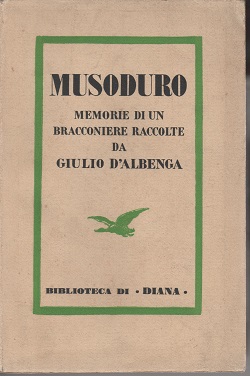 MUSODURO
MEMORIE DI UN
BRACCONIERE RACCOLTE
DA
GIULIO D'ALBENGA
BIBLIOTECA DI • DIANA •